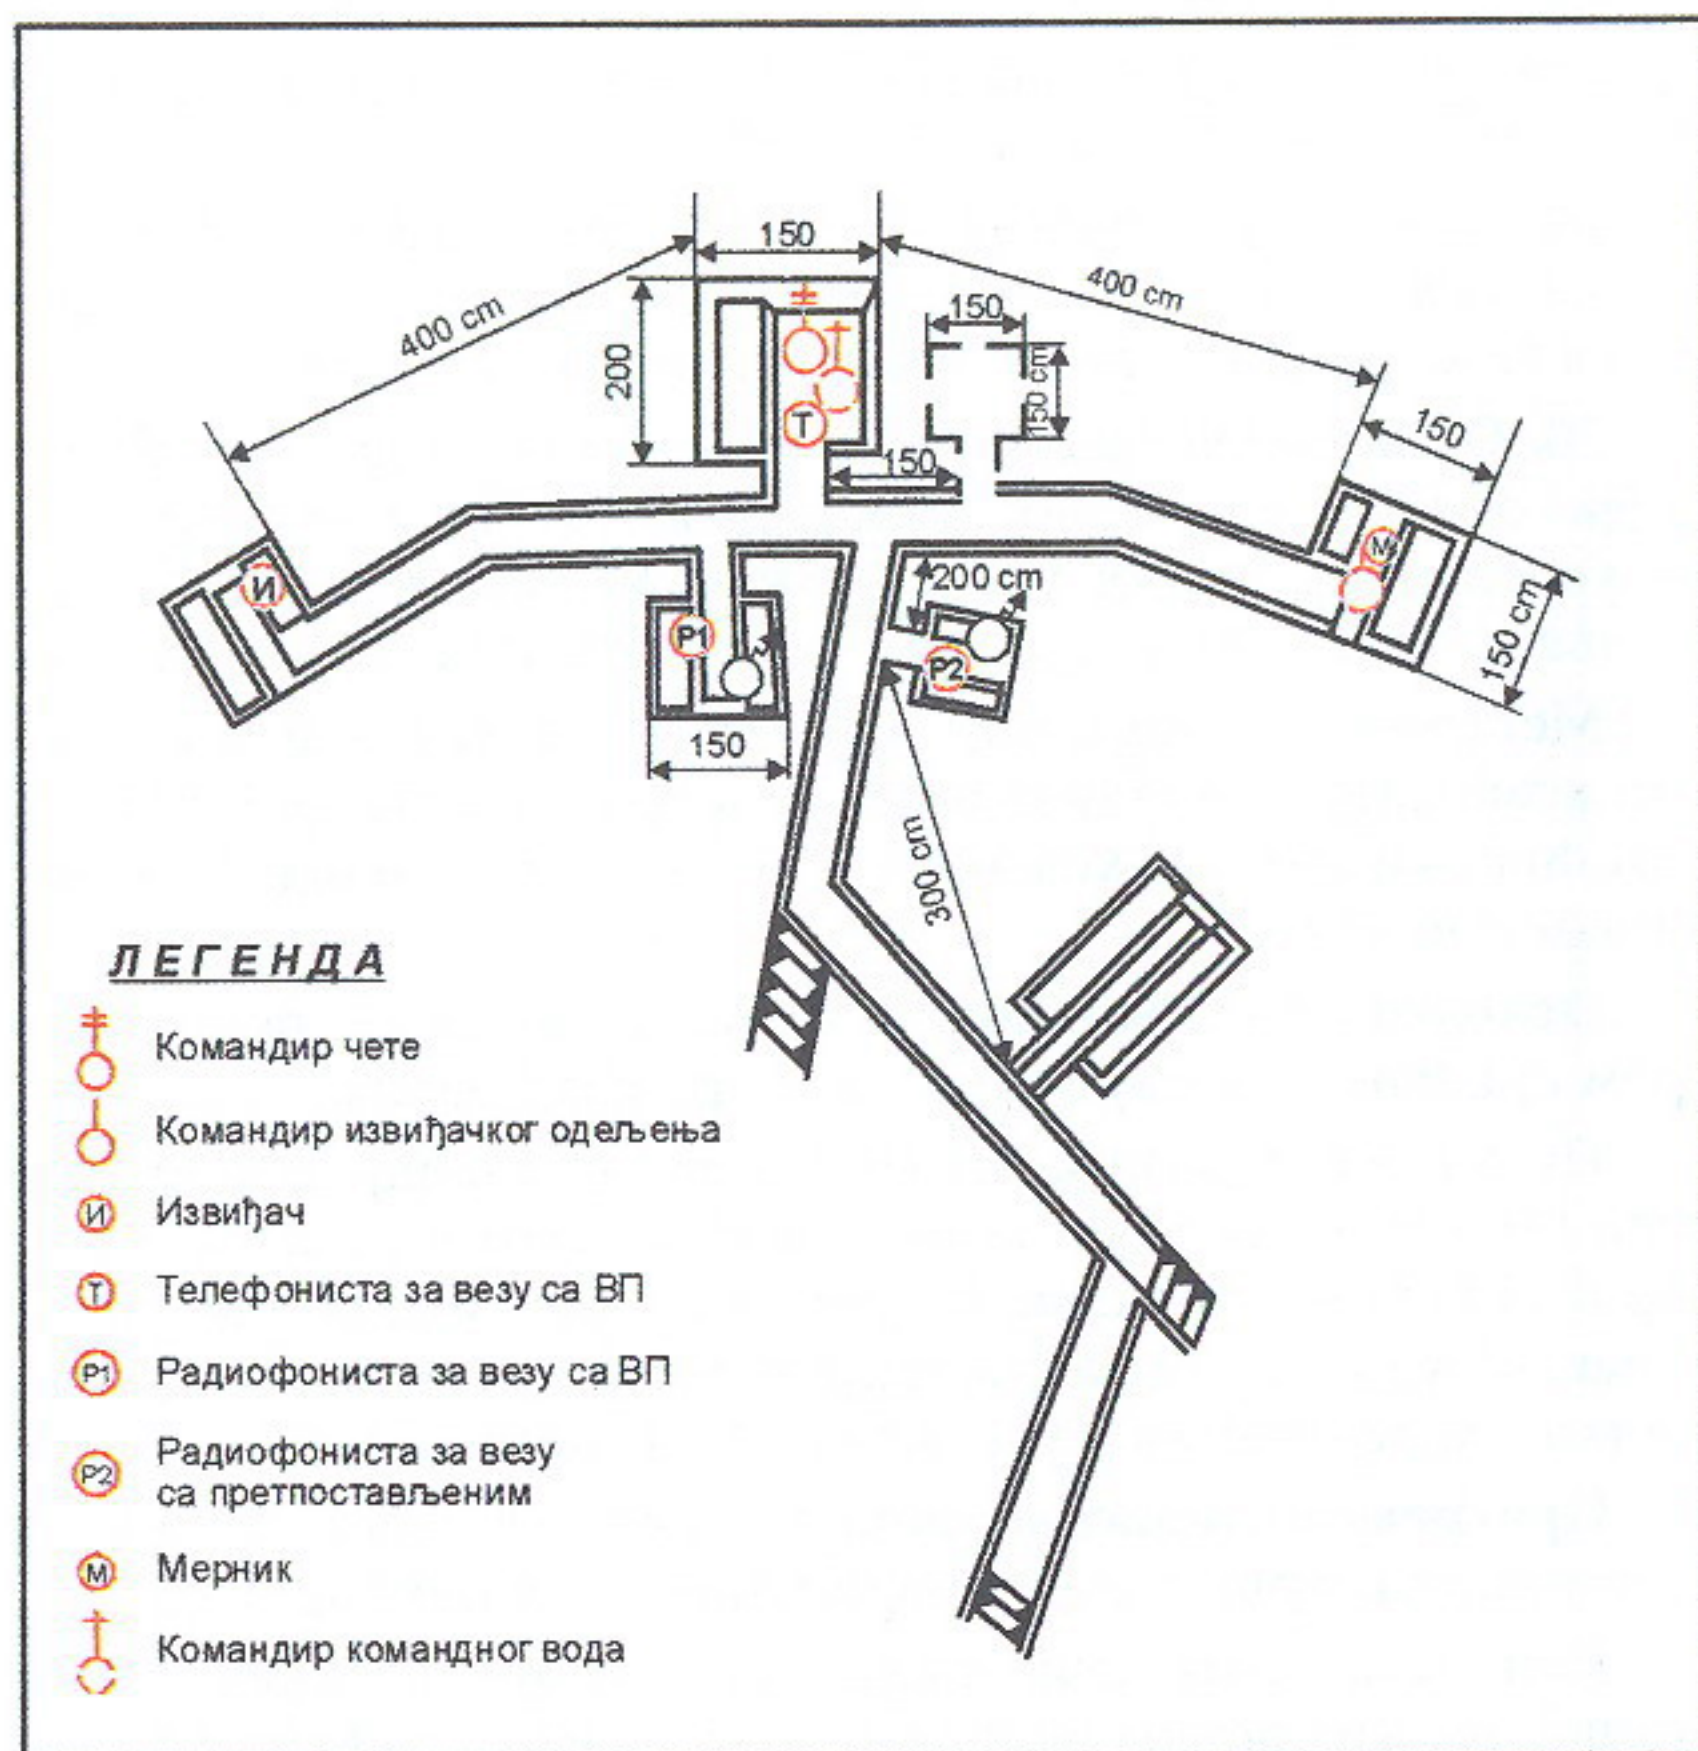 150
400 cm
400 cm
150
200
150 cm
150
Т
150
М
И
200 cm
150 cm
Р1
Р2
150
300 cm
ЛЕГЕНДА
Командир чете
Командир извиђачког одељења
И Извиђач
Т Телефониста за везу са ВП
Р1 Радиофониста за везу са ВП
Р2 Радиофониста за везу
са претпостављеним
М Мерник
Командир командног вода